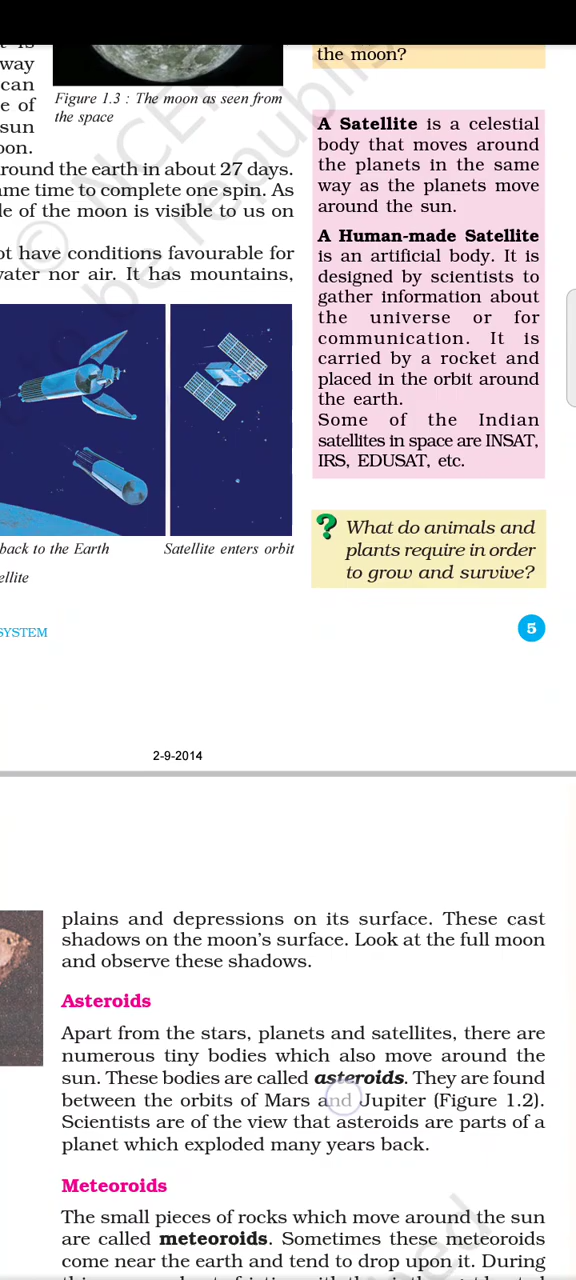 way
can
e of
sun
oon.
Figure 1.3 : The moon as seen from
the space
round the earth in about 27 days.
ame time to complete one spin. As
le of the moon is visible to us on
ot have conditions favourable for
vater nor air. It has mountains,
back to the Earth
Satellite enters orbit
ellite
the moon?
A Satellite is a celestial
body that moves around
the planets in the same
way as the planets move
around the sun.
A Human-made Satellite
is an artificial body. It is
designed by scientists to
gather information about
the universe or for
communication. It is
carried by a rocket and
placed in the orbit around
the earth.
Some of the Indian
satellites in space are INSAT,
IRS, EDUSAT, etc.
? What do animals and
plants require in order
to grow and survive?
SYSTEM
5
2-9-2014
plains and depressions on its surface. These cast
shadows on the moon's surface. Look at the full moon
and observe these shadows.
Asteroids
Apart from the stars, planets and satellites, there are
numerous tiny bodies which also move around the
sun. These bodies are called asteroids. They are found
between the orbits of Mars and Jupiter (Figure 1.2).
Scientists are of the view that asteroids are parts of a
planet which exploded many years back.
Meteoroids
The small pieces of rocks which move around the sun
are called meteoroids. Sometimes these meteoroids
come near the earth and tend to drop upon it. During